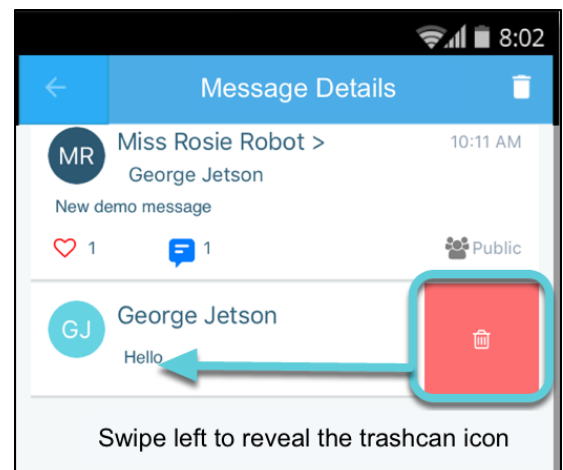 8:02
Message Details
MR Miss Rosie Robot > 10:11 AM
George Jetson
New demo message
1 1 Public
GJ George Jetson
Hello
Swipe left to reveal the trashcan icon